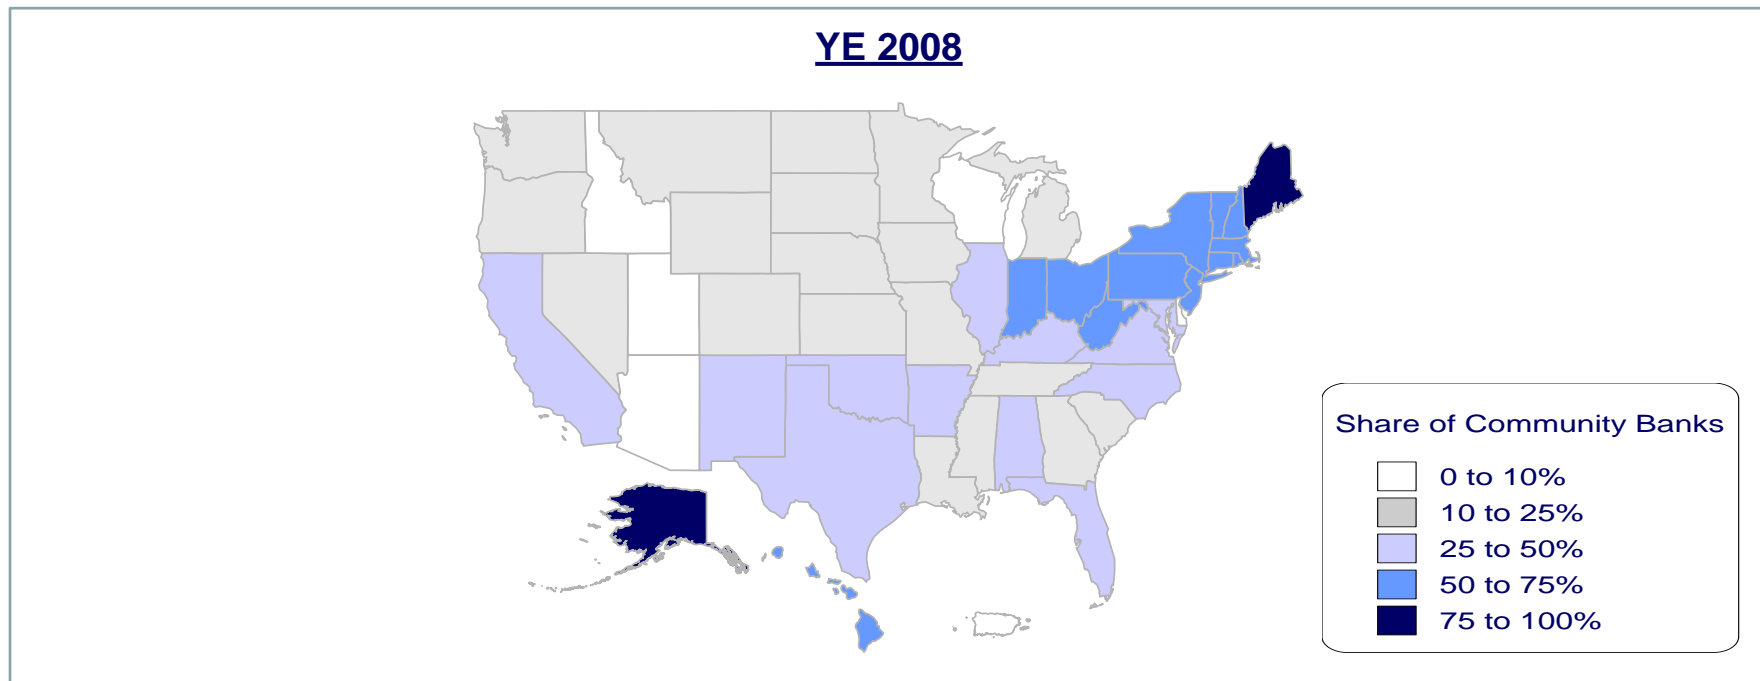 YE 2008
Share of Community Banks
0 to 10%
10 to 25%
25 to 50%
50 to 75%
75 to 100%